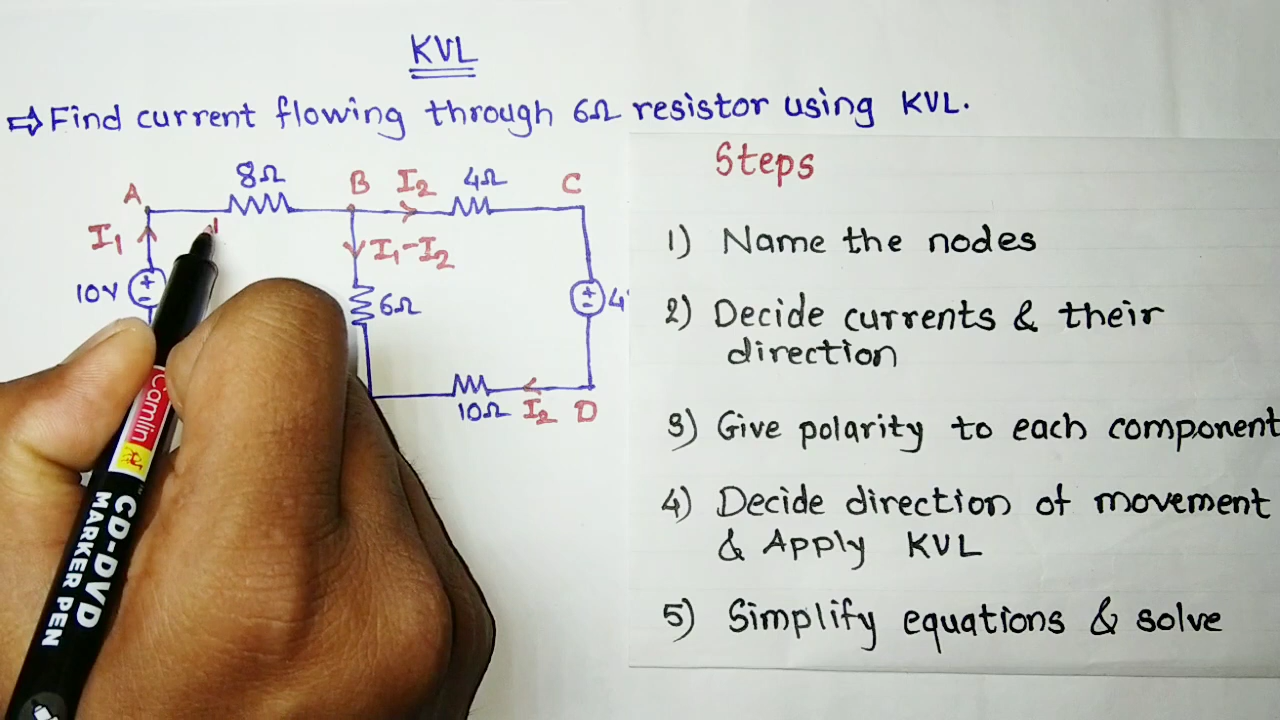 KVL
⇒ Find current flowing through 6Ω resistor using KVL.
Steps
A
8Ω
B
I₂
4Ω
C
I₁
I₁-I₂
10V
+
-
6Ω
+
-
10Ω
I₂
D
1) Name the nodes
2) Decide currents & their
direction
3) Give polarity to each component
4) Decide direction of movement
& Apply KVL
5) Simplify equations & solve
Camlin
CD-DVD
MARKER PEN